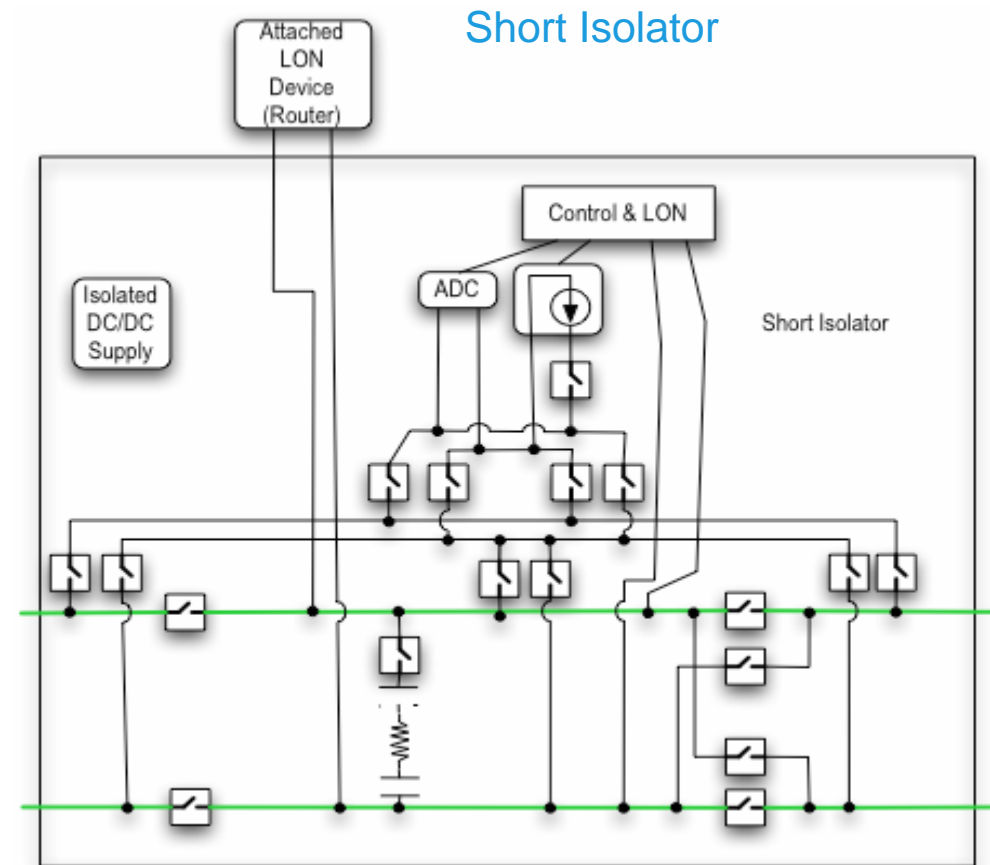 Short Isolator
Attached
LON
Device
(Router)
Control & LON
ADC
Isolated
DC/DC
Supply
Short Isolator